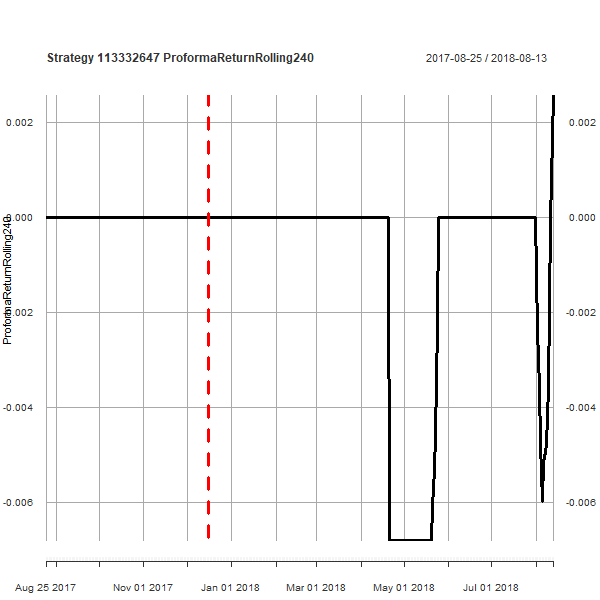 Strategy 113332647 ProformaReturnRolling240
2017-08-25 / 2018-08-13
0.002
0.002
0.000
0.000
-0.002
-0.002
-0.004
-0.004
-0.006
-0.006
ProformaReturnRolling240
Aug 25 2017
Nov 01 2017
Jan 01 2018
Mar 01 2018
May 01 2018
Jul 01 2018